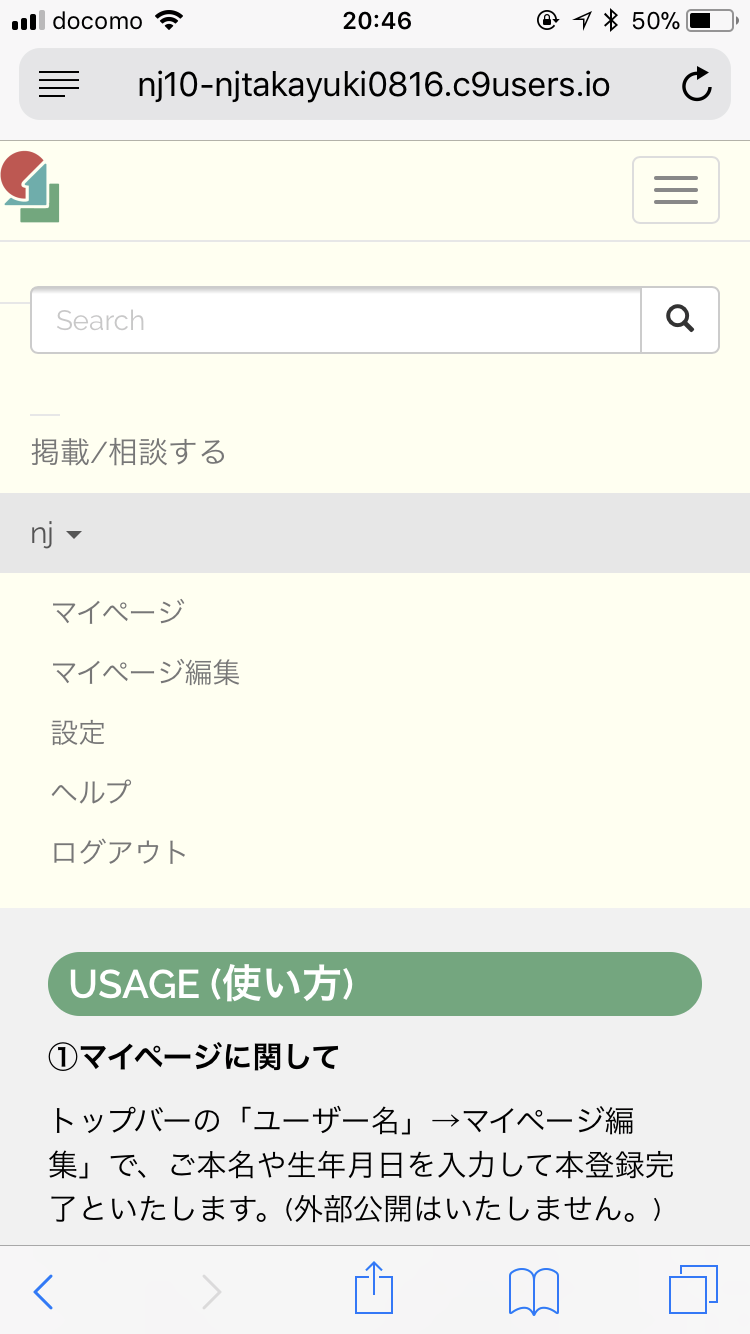 docomo 20:46 50%
nj10-njtakayuki0816.c9users.io
Search
掲載/相談する
nj
マイページ
マイページ編集
設定
ヘルプ
ログアウト
USAGE (使い方)
①マイページに関して
トップバーの「ユーザー名」→マイページ編
集」で、ご本名や生年月日を入力して本登録完
了といたします。(外部公開はいたしません。)